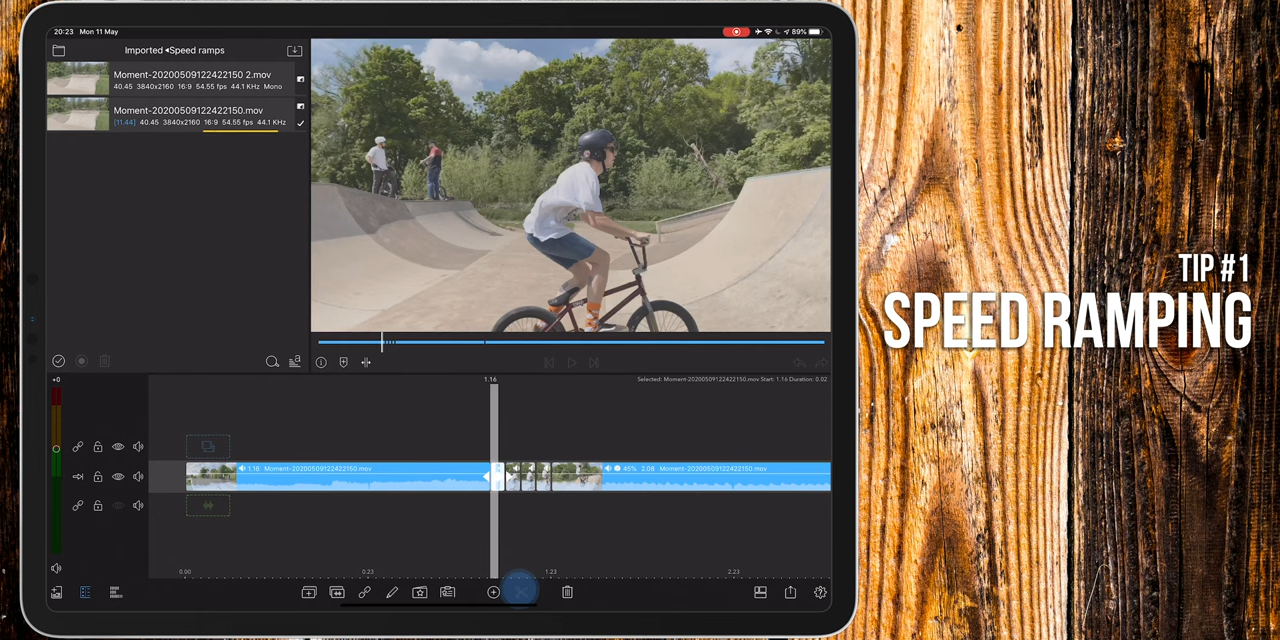 20:23 Mon 11 May
89%
Imported Speed ramps
Moment-20200509122422150 2.mov
40.45 3840x2160 16:9 54.55 fps 44.1 KHz Mono
Moment-20200509122422150.mov
[11.44] 40.45 3840x2160 16:9 54.55 fps 44.1 KHz
TIP #1
SPEED RAMPING
+0
1.16
Selected: Moment-20200509122422150.mov Start: 1.16 Duration: 0.02
1.16 Moment-20200509122422150.mov
45% 2.08 Moment-20200509122422150.mov
0.00 0.23 1.23 2.23